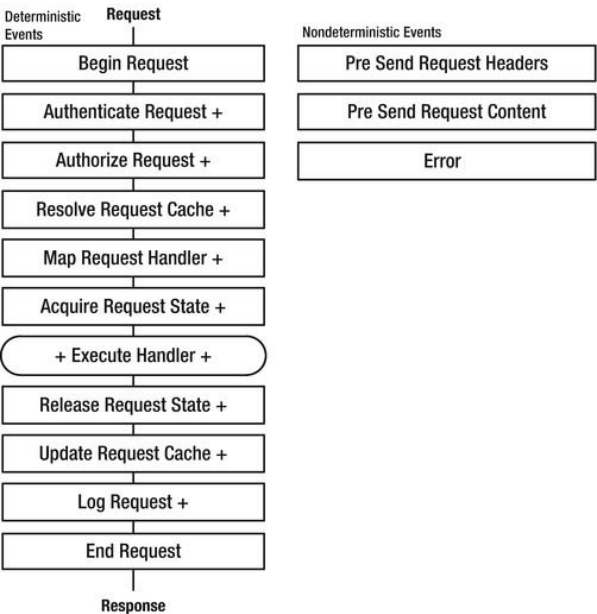 Deterministic
Events
Request
Begin Request
Authenticate Request +
Authorize Request +
Resolve Request Cache +
Map Request Handler +
Acquire Request State +
+ Execute Handler +
Release Request State +
Update Request Cache +
Log Request +
End Request
Response
Nondeterministic Events
Pre Send Request Headers
Pre Send Request Content
Error